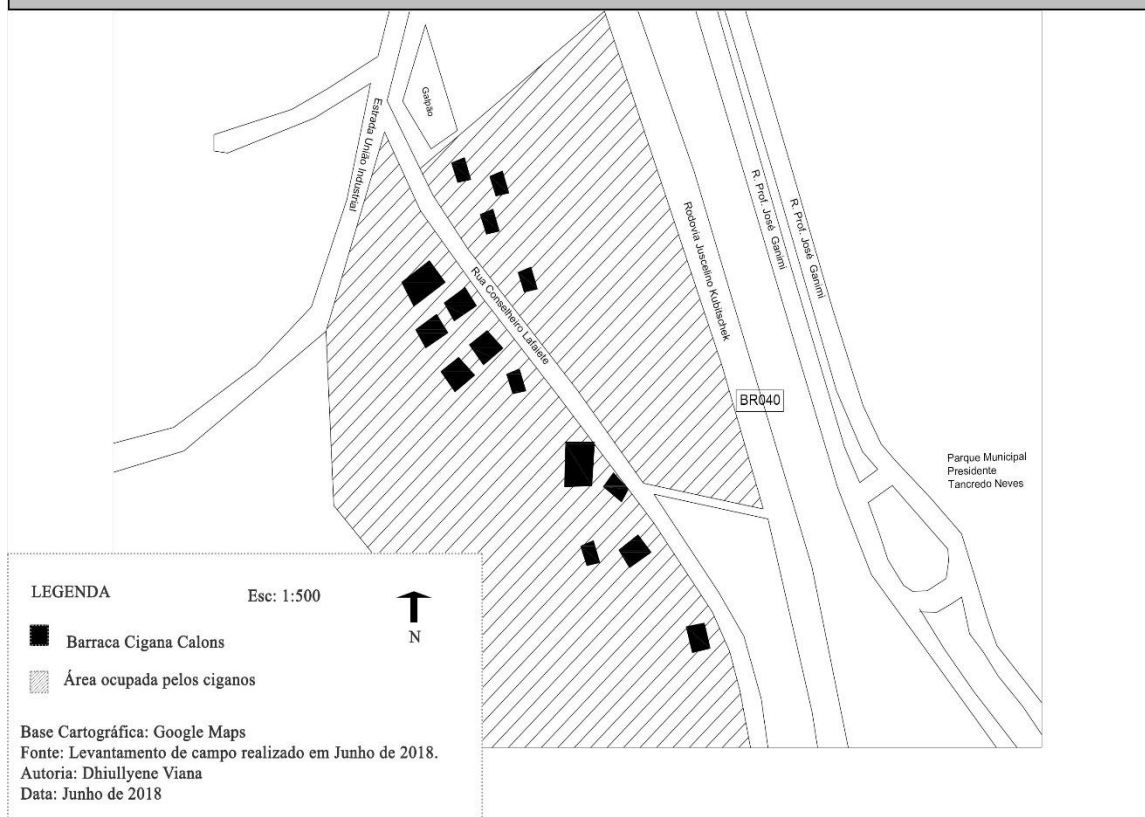 Galpão
Estrada União Industrial
Rua Conselheiro Lafaiete
Rodovia Juscelino Kubitschek
R. Prof. José Ganimi
R. Prof. José Ganimi
BR040
Parque Municipal
Presidente
Tancredo Neves
LEGENDA
Esc: 1:500
N
Barraca Cigana Calons
Área ocupada pelos ciganos
Base Cartográfica: Google Maps
Fonte: Levantamento de campo realizado em Junho de 2018.
Autoria: Dhiullyene Viana
Data: Junho de 2018